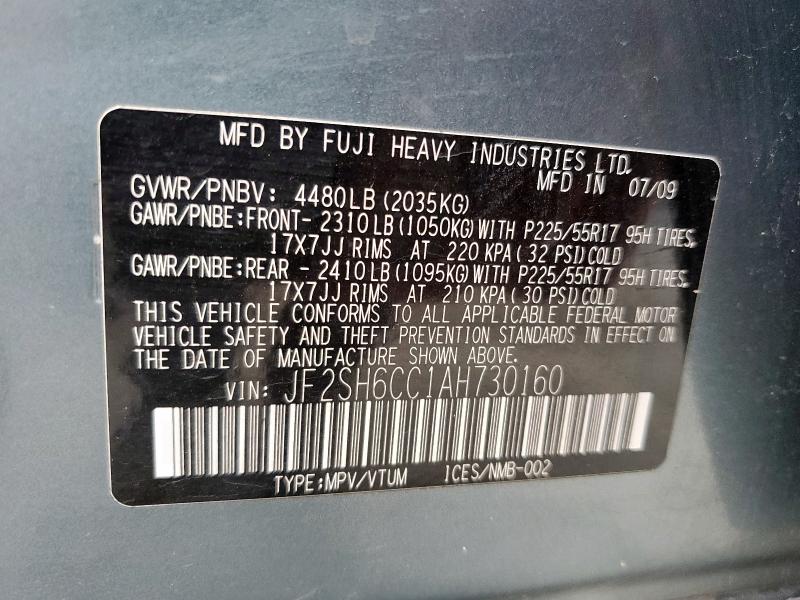 MFD BY FUJI HEAVY INDUSTRIES LTD.
MFD IN 07/09
GVWR/PNBV: 4480LB (2035KG)
GAWR/PNBE:FRONT- 2310LB (1050KG) WITH P225/55R17 95H TIRES,
17X7JJ RIMS AT 220 KPA ( 32 PSI) COLD
GAWR/PNBE:REAR - 2410LB (1095KG) WITH P225/55R17 95H TIRES,
17X7JJ RIMS AT 210 KPA ( 30 PSI) COLD
THIS VEHICLE CONFORMS TO ALL APPLICABLE FEDERAL MOTOR
VEHICLE SAFETY AND THEFT PREVENTION STANDARDS IN EFFECT ON
THE DATE OF MANUFACTURE SHOWN ABOVE.
VIN: JF2SH6CC1AH730160
TYPE:MPV/VTUM ICES/NMB-002